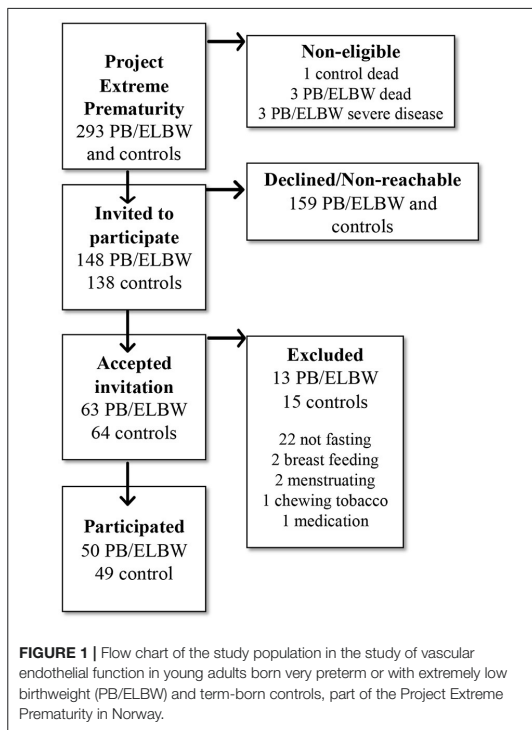 Project
Extreme
Prematurity
293 PB/ELBW
and controls
Non-eligible
1 control dead
3 PB/ELBW dead
3 PB/ELBW severe disease
Invited to
participate
148 PB/ELBW
138 controls
Declined/Non-reachable
159 PB/ELBW and
controls
Accepted
invitation
63 PB/ELBW
64 controls
Excluded
13 PB/ELBW
15 controls
22 not fasting
2 breast feeding
2 menstruating
1 chewing tobacco
1 medication
Participated
50 PB/ELBW
49 control
FIGURE 1 | Flow chart of the study population in the study of vascular
endothelial function in young adults born very preterm or with extremely low
birthweight (PB/ELBW) and term-born controls, part of the Project Extreme
Prematurity in Norway.